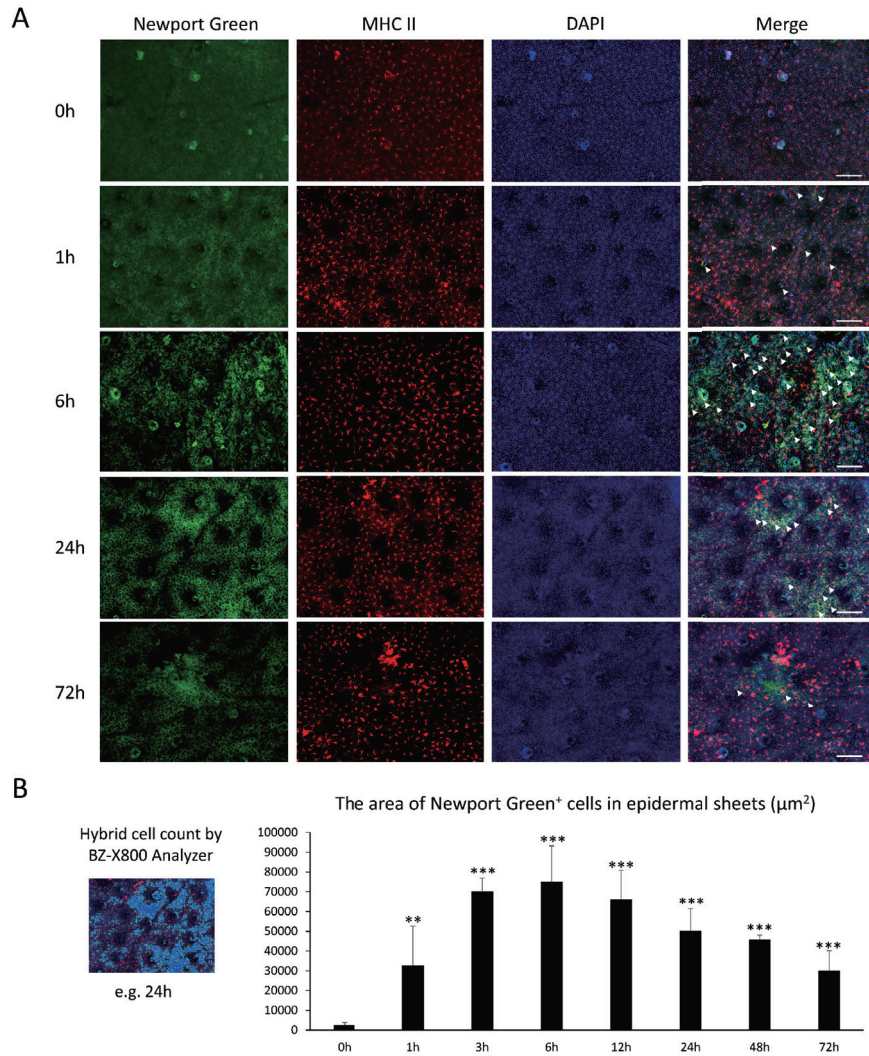 A
Newport Green
MHC II
DAPI
Merge
0h
1h
6h
24h
72h
B
Hybrid cell count by
BZ-X800 Analyzer
e.g. 24h
The area of Newport Green⁺ cells in epidermal sheets (μm²)
100000
90000
80000
70000
60000
50000
40000
30000
20000
10000
0
**
***
***
***
***
***
***
0h
1h
3h
6h
12h
24h
48h
72h